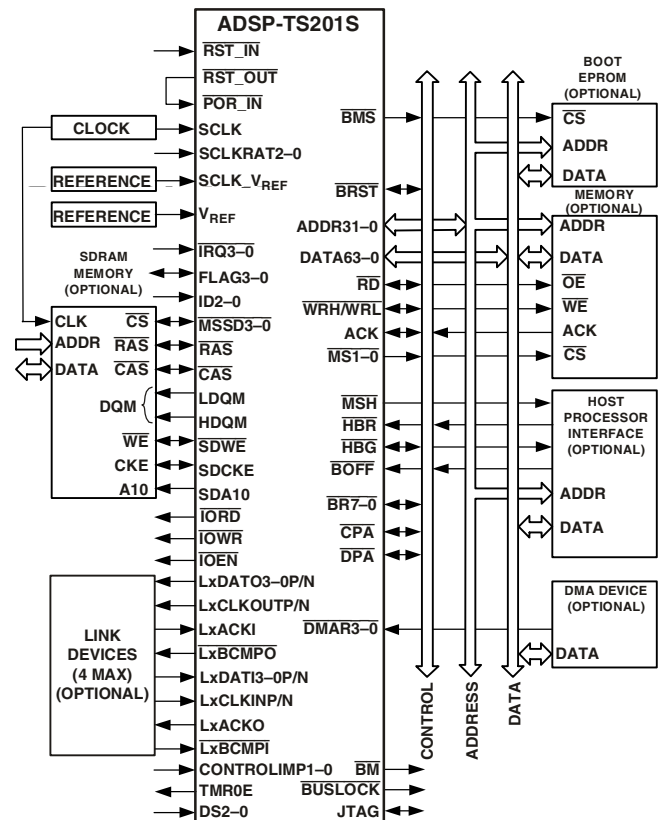 ADSP-TS201S
RST_IN
RST_OUT
POR_IN
CLOCK
SCLK
SCLKRAT2–0
REFERENCE
SCLK_VREF
REFERENCE
VREF
IRQ3–0
FLAG3–0
ID2–0
SDRAM
MEMORY
(OPTIONAL)
CLK
CS
MSSD3–0
ADDR
RAS
RAS
DATA
CAS
CAS
DQM
LDQM
HDQM
WE
SDWE
CKE
SDCKE
A10
SDA10
IORD
IOWR
IOEN
LINK
DEVICES
(4 MAX)
(OPTIONAL)
LxDATO3–0P/N
LxCLKOUTP/N
LxACKI
LxBCMPO
LxDATI3–0P/N
LxCLKINP/N
LxACKO
LxBCMPI
CONTROLIMP1–0
TMR0E
DS2–0
BMS
BRST
ADDR31–0
DATA63–0
RD
WRH/WRL
ACK
MS1–0
MSH
HBR
HBG
BOFF
BR7–0
CPA
DPA
DMAR3–0
BM
BUSLOCK
JTAG
CONTROL
ADDRESS
DATA
BOOT
EPROM
(OPTIONAL)
CS
ADDR
DATA
MEMORY
(OPTIONAL)
ADDR
DATA
OE
WE
ACK
CS
HOST
PROCESSOR
INTERFACE
(OPTIONAL)
ADDR
DATA
DMA DEVICE
(OPTIONAL)
DATA